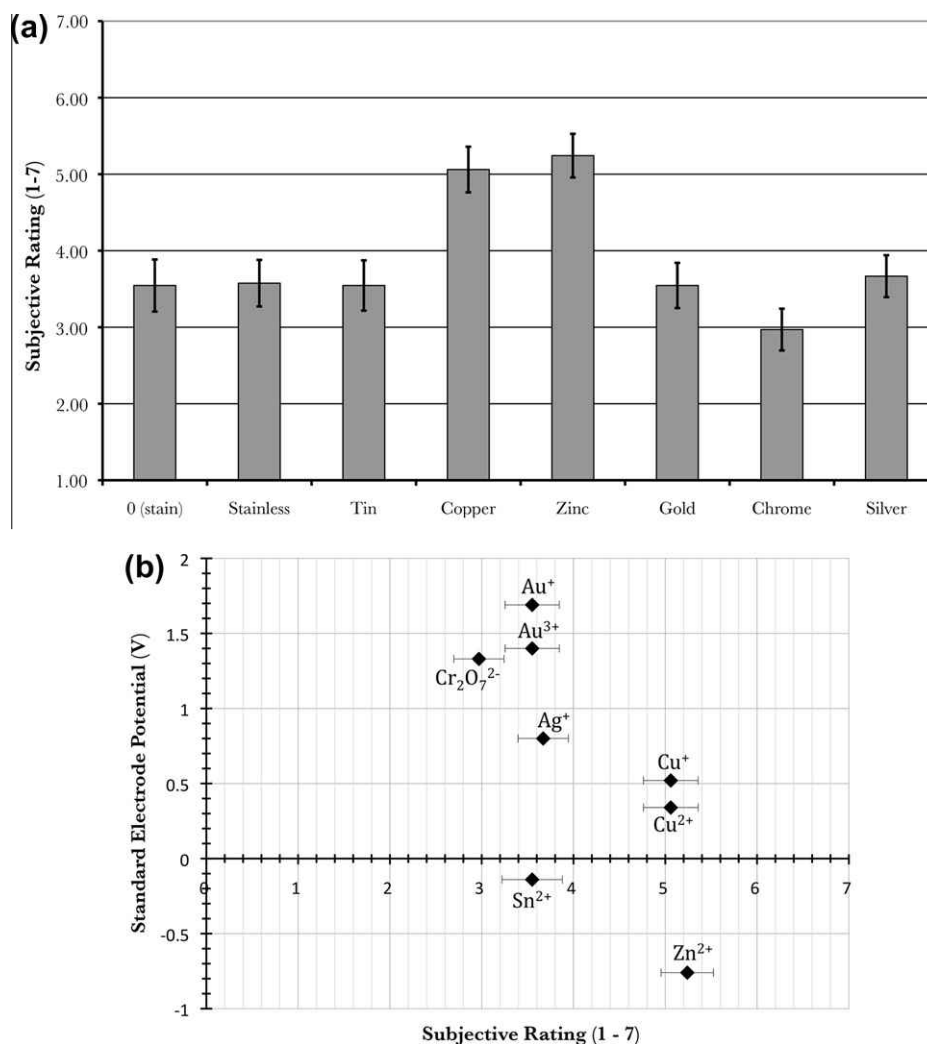 (a)
Subjective Rating (1-7)
7.00
6.00
5.00
4.00
3.00
2.00
1.00
0 (stain) Stainless Tin Copper Zinc Gold Chrome Silver
(b)
Standard Electrode Potential (V)
2
1.5
1
0.5
0
-0.5
-1
Au⁺
Au³⁺
Cr₂O₇²⁻
Ag⁺
Cu⁺
Cu²⁺
0 1 2 3 4 5 6 7
Sn²⁺
Zn²⁺
Subjective Rating (1 - 7)